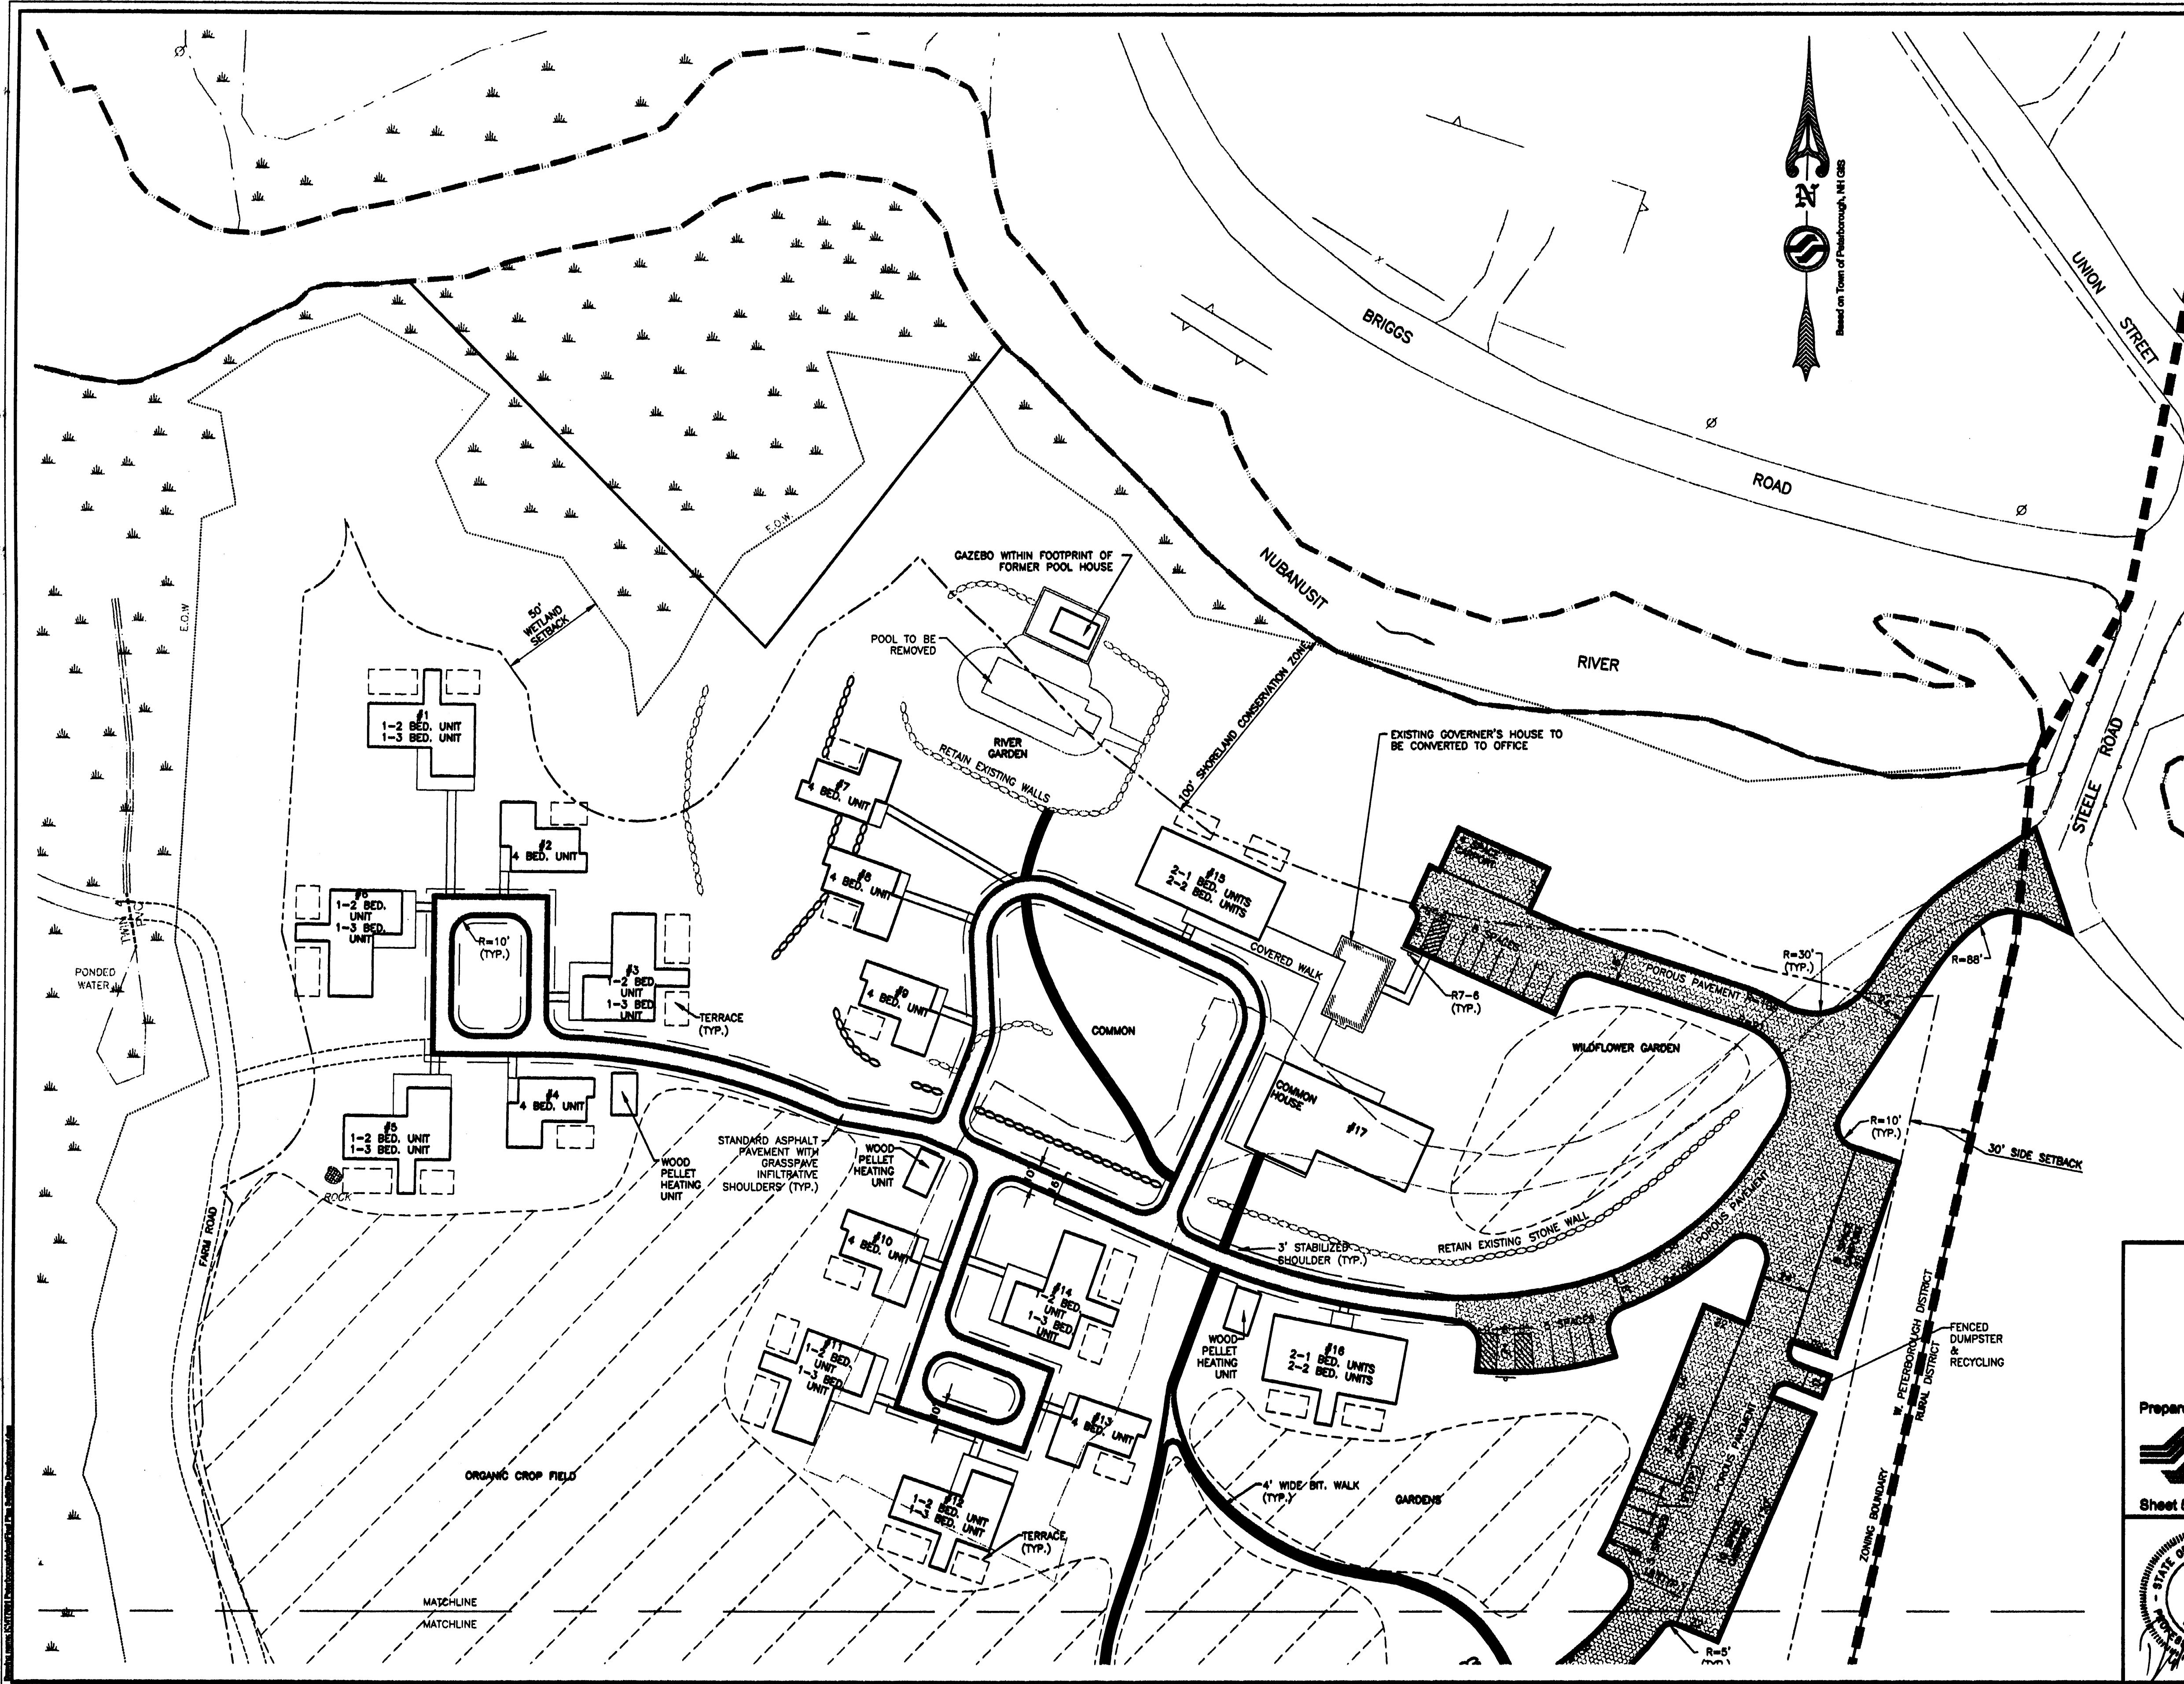 Based on Town of Peterborough, NH GIS
UNION
STREET
BRIGGS
ROAD
NUBANUSIT
RIVER
STEELE ROAD
E.O.W.
E.O.W
50'
WETLAND
SETBACK
GAZEBO WITHIN FOOTPRINT OF
FORMER POOL HOUSE
POOL TO BE
REMOVED
RIVER
GARDEN
RETAIN EXISTING WALLS
100' SHORELAND CONSERVATION ZONE
EXISTING GOVERNER'S HOUSE TO
BE CONVERTED TO OFFICE
#1
1-2 BED. UNIT
1-3 BED. UNIT
#2
4 BED. UNIT
#7
4 BED. UNIT
#8
4 BED. UNIT
#15
2-1 BED. UNITS
2-2 BED. UNITS
4 SPACE
CARPORT
#6
1-2 BED.
UNIT
1-3 BED.
UNIT
R=10'
(TYP.)
#3
1-2 BED.
UNIT
1-3 BED.
UNIT
TERRACE
(TYP.)
#9
4 BED. UNIT
COMMON
COVERED WALK
R7-6
(TYP.)
POROUS PAVEMENT
R=30'
(TYP.)
R=88'
PONDED
WATER
WILDFLOWER GARDEN
COMMON
HOUSE
#17
#4
4 BED. UNIT
#5
1-2 BED. UNIT
1-3 BED. UNIT
ROCK
WOOD
PELLET
HEATING
UNIT
STANDARD ASPHALT
PAVEMENT WITH
GRASSPAVE
INFILTRATIVE
SHOULDERS (TYP.)
WOOD
PELLET
HEATING
UNIT
R=10'
(TYP.)
30' SIDE SETBACK
POROUS PAVEMENT
RETAIN EXISTING STONE WALL
3' STABILIZED
SHOULDER (TYP.)
FARM ROAD
#10
4 BED. UNIT
#14
1-2 BED.
UNIT
1-3 BED.
UNIT
#11
1-2 BED.
UNIT
1-3 BED.
UNIT
#13
4 BED. UNIT
#12
1-2 BED. UNIT
1-3 BED. UNIT
TERRACE
(TYP.)
WOOD
PELLET
HEATING
UNIT
#16
2-1 BED. UNITS
2-2 BED. UNITS
W. PETERBOROUGH DISTRICT
RURAL DISTRICT
FENCED
DUMPSTER
&
RECYCLING
POROUS PAVEMENT
ORGANIC CROP FIELD
4' WIDE BIT. WALK
(TYP.)
GARDENS
ZONING BOUNDARY
MATCHLINE
MATCHLINE
R=5'
(TYP.)
Prepar
Sheet
STATE O